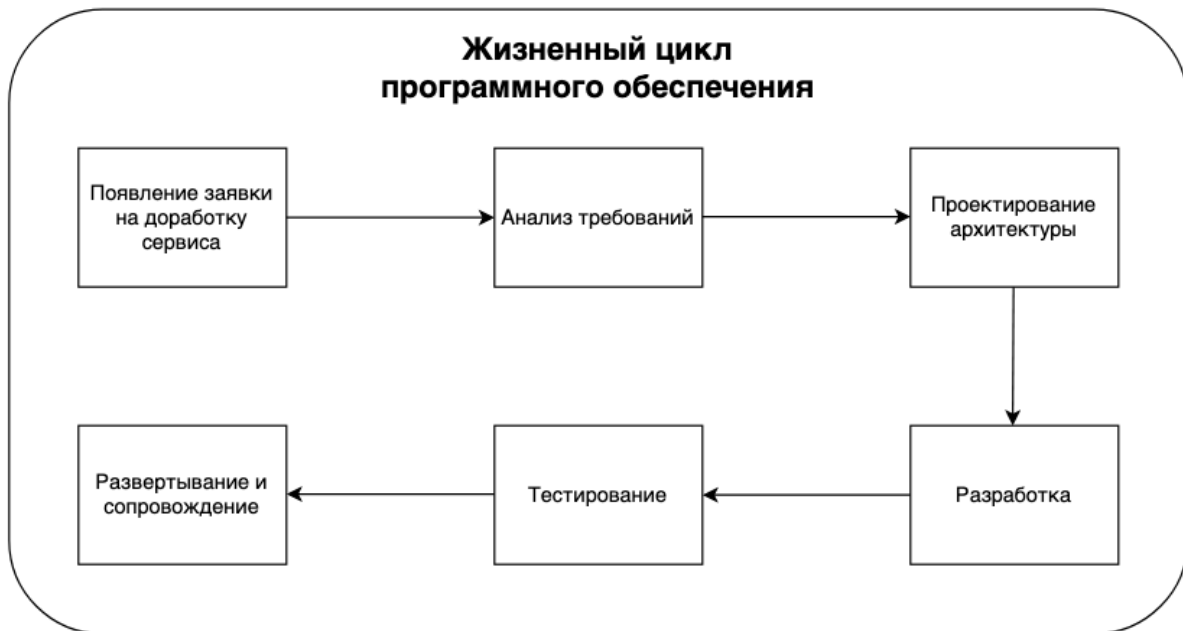 Жизненный цикл
программного обеспечения
Появление заявки
на доработку
сервиса
Анализ требований
Проектирование
архитектуры
Развертывание и
сопровождение
Тестирование
Разработка